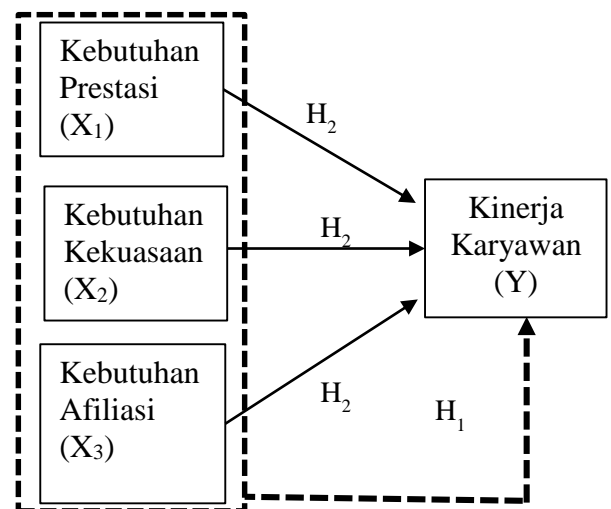 Kebutuhan
Prestasi
(X₁)
H₂
Kebutuhan
Kekuasaan
(X₂)
H₂
Kinerja
Karyawan
(Y)
Kebutuhan
Afiliasi
(X₃)
H₂
H₁